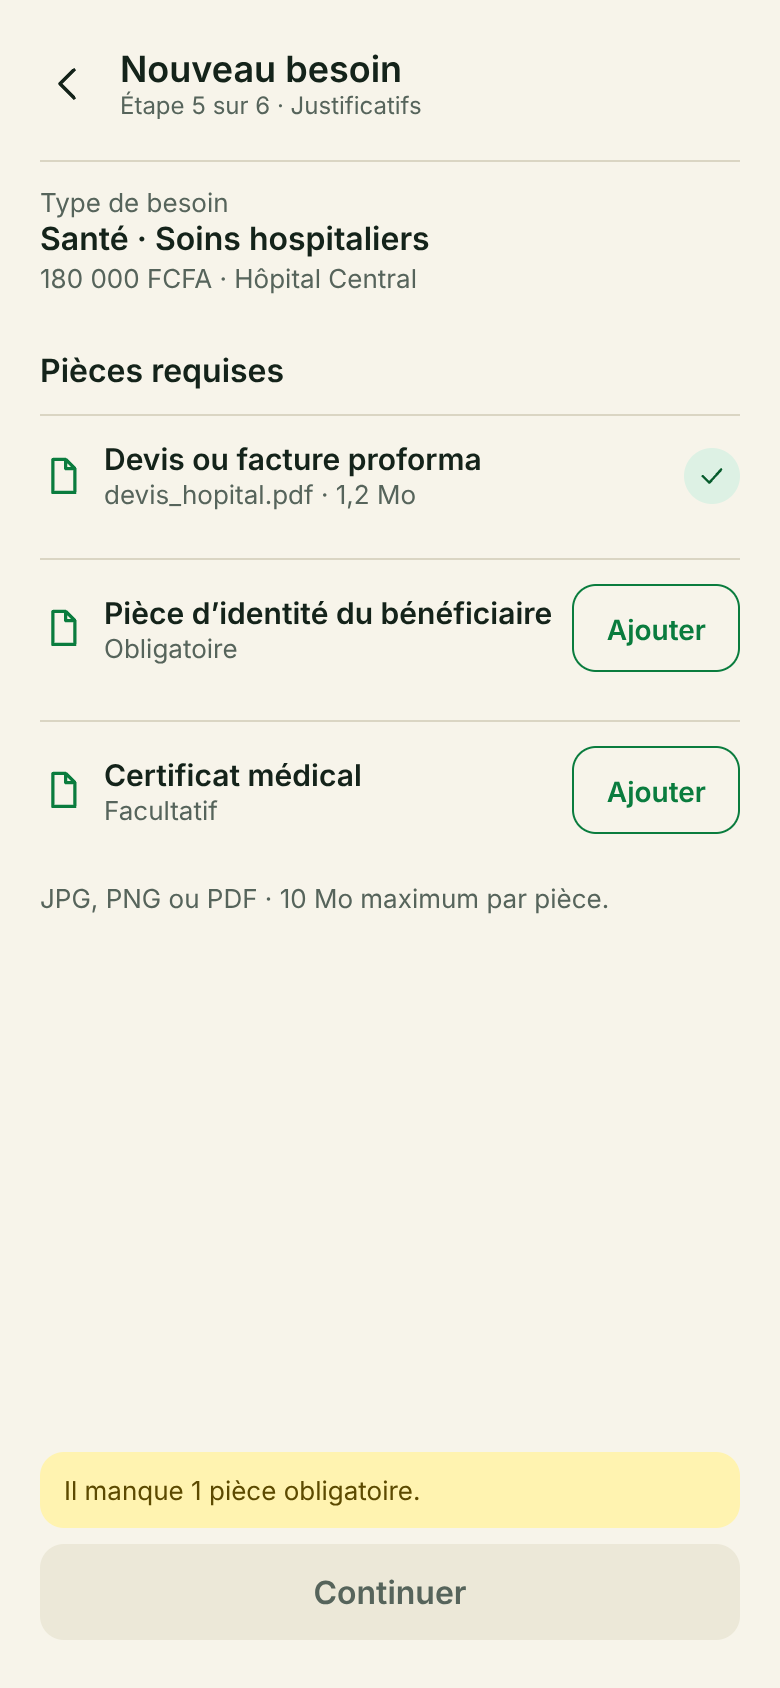 Nouveau besoin
Étape 5 sur 6 · Justificatifs
Type de besoin
Santé · Soins hospitaliers
180 000 FCFA · Hôpital Central
Pièces requises
Devis ou facture proforma
devis_hopital.pdf · 1,2 Mo
Pièce d’identité du bénéficiaire
Obligatoire
Ajouter
Certificat médical
Facultatif
Ajouter
JPG, PNG ou PDF · 10 Mo maximum par pièce.
Il manque 1 pièce obligatoire.
Continuer